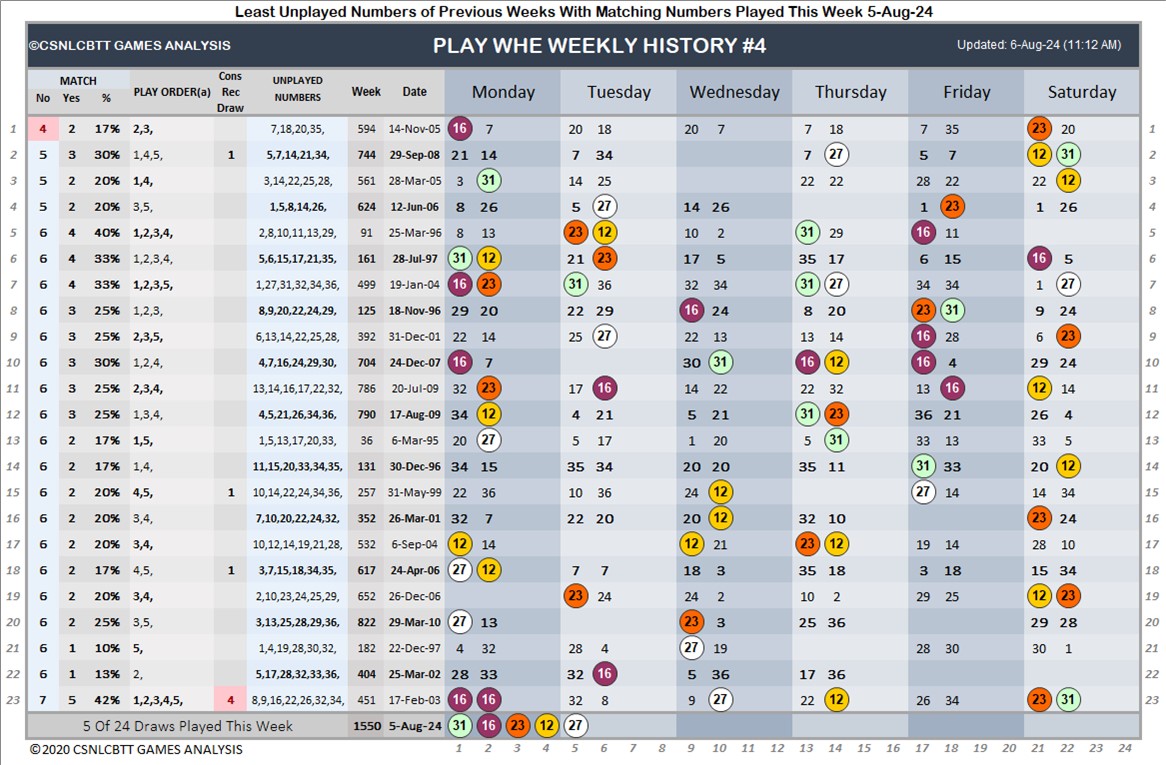 Least Unplayed Numbers of Previous Weeks With Matching Numbers Played This Week 5-Aug-24
©CSNLCBTT GAMES ANALYSIS PLAY WHE WEEKLY HISTORY #4 Updated: 6-Aug-24 (11:12 AM)
MATCH PLAY ORDER(a) Cons Rec Draw UNPLAYED NUMBERS Week Date Monday Tuesday Wednesday Thursday Friday Saturday
No Yes %
1 4 2 17% 2,3, 7,18,20,35, 594 14-Nov-05 16 7 20 18 20 7 7 18 7 35 23 20 1
2 5 3 30% 1,4,5, 1 5,7,14,21,34, 744 29-Sep-08 21 14 7 34 7 27 5 7 12 31 2
3 5 2 20% 1,4, 3,14,22,25,28, 561 28-Mar-05 3 31 14 25 22 22 28 22 22 12 3
4 5 2 20% 3,5, 1,5,8,14,26, 624 12-Jun-06 8 26 5 27 14 26 1 23 1 26 4
5 6 4 40% 1,2,3,4, 2,8,10,11,13,29, 91 25-Mar-96 8 13 23 12 10 2 31 29 16 11 5
6 6 4 33% 1,2,3,4, 5,6,15,17,21,35, 161 28-Jul-97 31 12 21 23 17 5 35 17 6 15 16 5 6
7 6 4 33% 1,2,3,5, 1,27,31,32,34,36, 499 19-Jan-04 16 23 31 36 32 34 31 27 34 34 1 27 7
8 6 3 25% 1,2,3, 8,9,20,22,24,29, 125 18-Nov-96 29 20 22 29 16 24 8 20 23 31 9 24 8
9 6 3 25% 2,3,5, 6,13,14,22,25,28, 392 31-Dec-01 22 14 25 27 22 13 13 14 16 28 6 23 9
10 6 3 30% 1,2,4, 4,7,16,24,29,30, 704 24-Dec-07 16 7 30 31 16 12 16 4 29 24 10
11 6 3 25% 2,3,4, 13,14,16,17,22,32, 786 20-Jul-09 32 23 17 16 14 22 22 32 13 16 12 14 11
12 6 3 25% 1,3,4, 4,5,21,26,34,36, 790 17-Aug-09 34 12 4 21 5 21 31 23 36 21 26 4 12
13 6 2 17% 1,5, 1,5,13,17,20,33, 36 6-Mar-95 20 27 5 17 1 20 5 31 33 13 33 5 13
14 6 2 17% 1,4, 11,15,20,33,34,35, 131 30-Dec-96 34 15 35 34 20 20 35 11 31 33 20 12 14
15 6 2 20% 4,5, 1 10,14,22,24,34,36, 257 31-May-99 22 36 10 36 24 12 27 14 14 34 15
16 6 2 20% 3,4, 7,10,20,22,24,32, 352 26-Mar-01 32 7 22 20 20 12 32 10 23 24 16
17 6 2 20% 3,4, 10,12,14,19,21,28, 532 6-Sep-04 12 14 12 21 23 12 19 14 28 10 17
18 6 2 17% 4,5, 1 3,7,15,18,34,35, 617 24-Apr-06 27 12 7 7 18 3 35 18 3 18 15 34 18
19 6 2 20% 3,4, 2,10,23,24,25,29, 652 26-Dec-06 23 24 24 2 10 2 29 25 12 23 19
20 6 2 25% 3,5, 3,13,25,28,29,36, 822 29-Mar-10 27 13 23 3 25 36 29 28 20
21 6 1 10% 5, 1,4,19,28,30,32, 182 22-Dec-97 4 32 28 4 27 19 28 30 30 1 21
22 6 1 13% 2, 5,17,28,32,33,36, 404 25-Mar-02 28 33 32 16 5 36 17 36 22
23 7 5 42% 1,2,3,4,5, 4 8,9,16,22,26,32,34, 451 17-Feb-03 16 16 32 8 9 27 22 12 26 34 23 31 23
5 Of 24 Draws Played This Week 1550 5-Aug-24 31 16 23 12 27
©2020 CSNLCBTT GAMES ANALYSIS 1 2 3 4 5 6 7 8 9 10 11 12 13 14 15 16 17 18 19 20 21 22 23 24